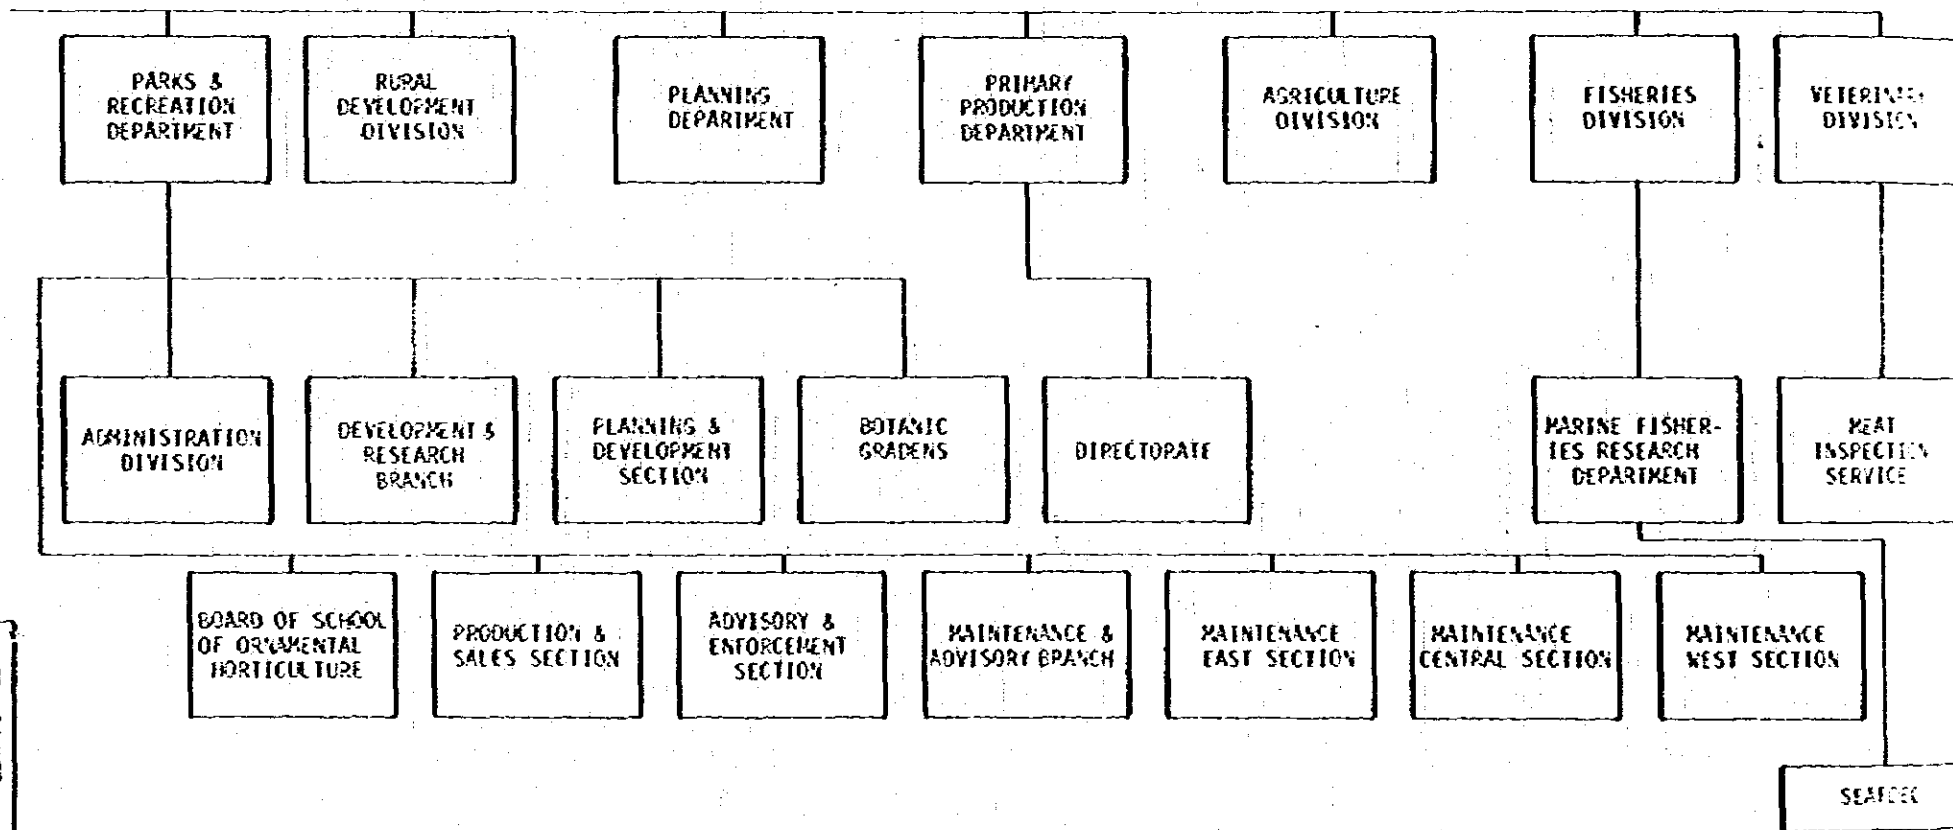 PARKS &
RECREATION
DEPARTMENT
RURAL
DEVELOPMENT
DIVISION
PLANNING
DEPARTMENT
PRIMARY
PRODUCTION
DEPARTMENT
AGRICULTURE
DIVISION
FISHERIES
DIVISION
DIVISION
ADMINISTRATION
DIVISION
DEVELOPMENT &
RESEARCH
BRANCH
PLANNING &
DEVELOPMENT
SECTION
BOTANIC
GRADENS
DIRECTORATE
MARINE FISHER-
IES RESEARCH
DEPARTMENT
MEAT
INSPECTION
SERVICE
BOARD OF SCHOOL
OF ORNAMENTAL
HORTICULTURE
PRODUCTION &
SALES SECTION
ADVISORY &
ENFORCEMENT
SECTION
MAINTENANCE &
ADVISORY BRANCH
MAINTENANCE
EAST SECTION
MAINTENANCE
CENTRAL SECTION
MAINTENANCE
WEST SECTION
SEAFDEC